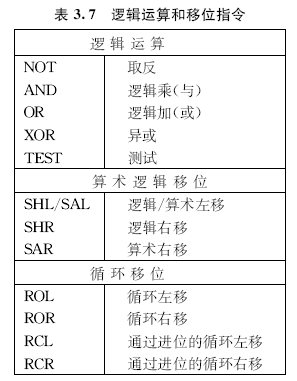 表 3.7 逻辑运算和移位指令
逻辑运算
NOT 取反
AND 逻辑乘(与)
OR 逻辑加(或)
XOR 异或
TEST 测试
算术逻辑移位
SHL/SAL 逻辑/算术左移
SHR 逻辑右移
SAR 算术右移
循环移位
ROL 循环左移
ROR 循环右移
RCL 通过进位的循环左移
RCR 通过进位的循环右移